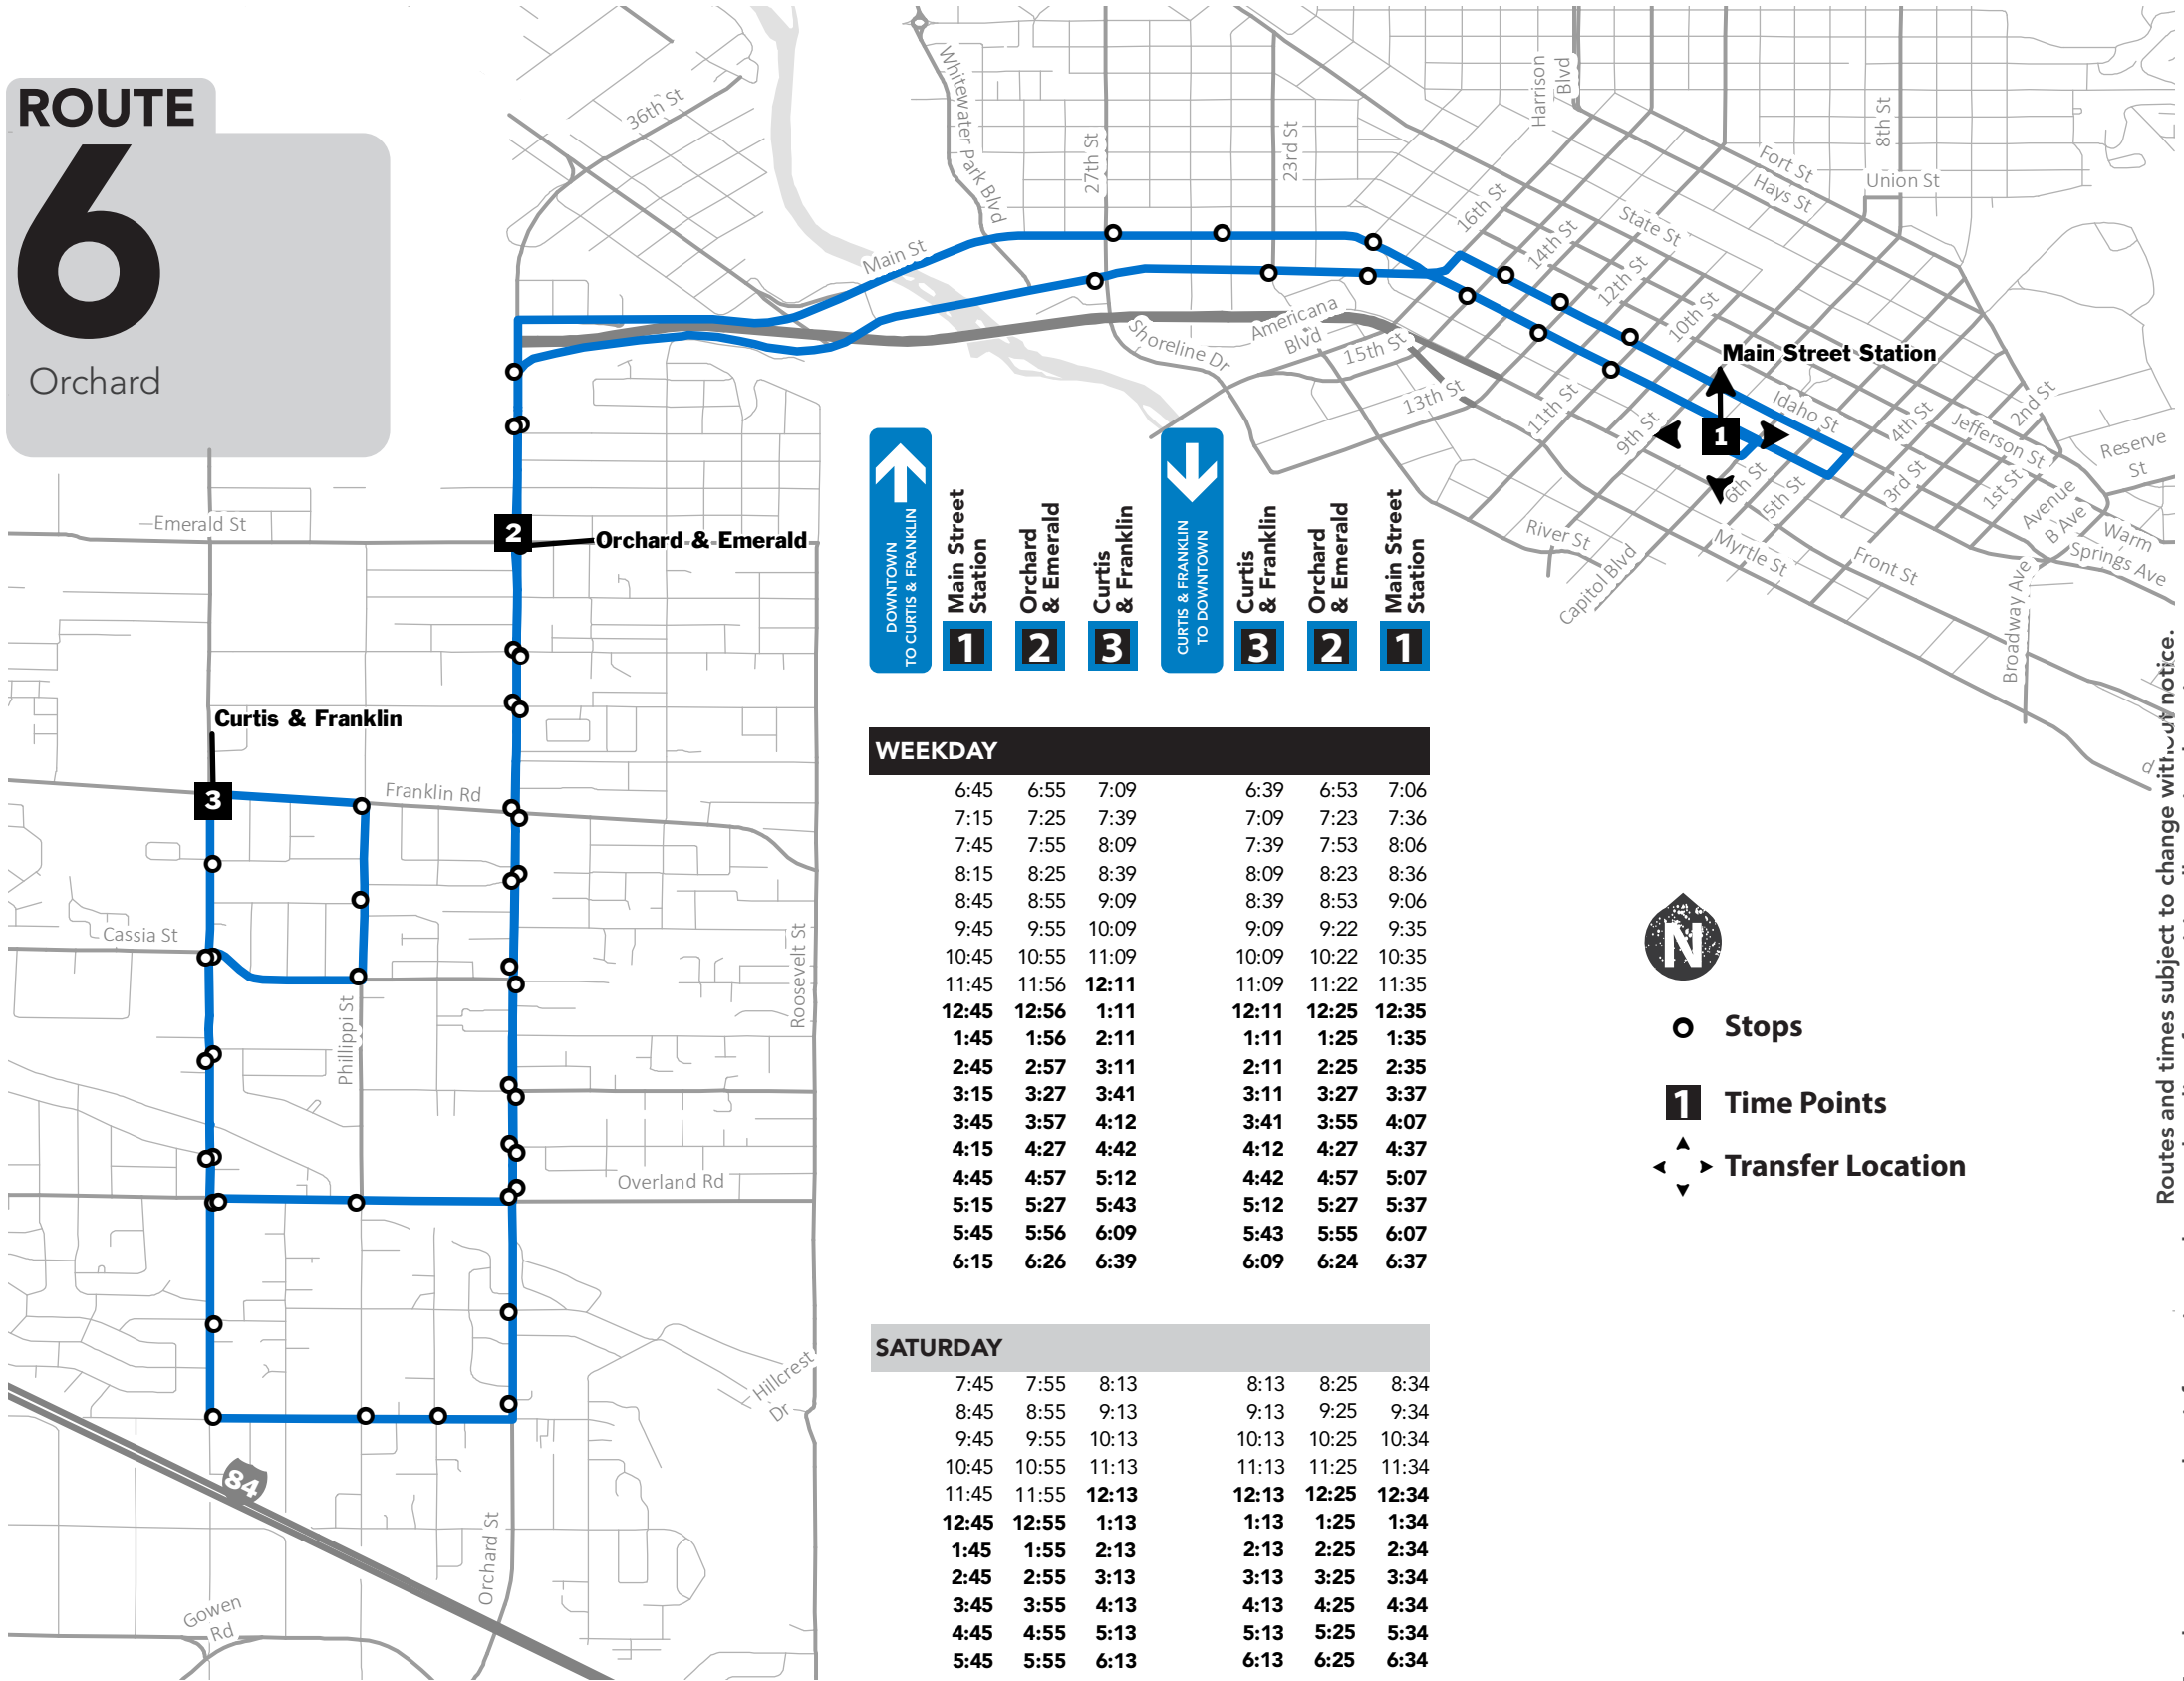 ROUTE
6
Orchard
36th St
Whitewater Park Blvd
27th St
23rd St
Harrison
Blvd
8th St
Fort St
Hays St
Union St
State St
16th St
14th St
12th St
10th St
Main St
Americana
Blvd
Shoreline Dr
15th St
13th St
11th St
9th St
Main Street Station
1
Idaho St
6th St
5th St
4th St
3rd St
Jefferson St
2nd St
1st St
Reserve
St
Avenue
B Ave
Warm
Springs Ave
River St
Capitol Blvd
Myrtle St
Front St
Broadway Ave
d
Emerald St
2
Orchard & Emerald
Curtis & Franklin
3
Franklin Rd
Cassia St
Phillippi St
Roosevelt St
Overland Rd
Hillcrest
Dr
84
Orchard St
Gowen
Rd
DOWNTOWN
TO CURTIS & FRANKLIN
Main Street
Station
Orchard
& Emerald
Curtis
& Franklin
CURTIS & FRANKLIN
TO DOWNTOWN
Curtis
& Franklin
Orchard
& Emerald
Main Street
Station
1 2 3 3 2 1
WEEKDAY
6:45 6:55 7:09 6:39 6:53 7:06
7:15 7:25 7:39 7:09 7:23 7:36
7:45 7:55 8:09 7:39 7:53 8:06
8:15 8:25 8:39 8:09 8:23 8:36
8:45 8:55 9:09 8:39 8:53 9:06
9:45 9:55 10:09 9:09 9:22 9:35
10:45 10:55 11:09 10:09 10:22 10:35
11:45 11:56 12:11 11:09 11:22 11:35
12:45 12:56 1:11 12:11 12:25 12:35
1:45 1:56 2:11 1:11 1:25 1:35
2:45 2:57 3:11 2:11 2:25 2:35
3:15 3:27 3:41 3:11 3:27 3:37
3:45 3:57 4:12 3:41 3:55 4:07
4:15 4:27 4:42 4:12 4:27 4:37
4:45 4:57 5:12 4:42 4:57 5:07
5:15 5:27 5:43 5:12 5:27 5:37
5:45 5:56 6:09 5:43 5:55 6:07
6:15 6:26 6:39 6:09 6:24 6:37
SATURDAY
7:45 7:55 8:13 8:13 8:25 8:34
8:45 8:55 9:13 9:13 9:25 9:34
9:45 9:55 10:13 10:13 10:25 10:34
10:45 10:55 11:13 11:13 11:25 11:34
11:45 11:55 12:13 12:13 12:25 12:34
12:45 12:55 1:13 1:13 1:25 1:34
1:45 1:55 2:13 2:13 2:25 2:34
2:45 2:55 3:13 3:13 3:25 3:34
3:45 3:55 4:13 4:13 4:25 4:34
4:45 4:55 5:13 5:13 5:25 5:34
5:45 5:55 6:13 6:13 6:25 6:34
N
Stops
1 Time Points
Transfer Location
Routes and times subject to change without notice.